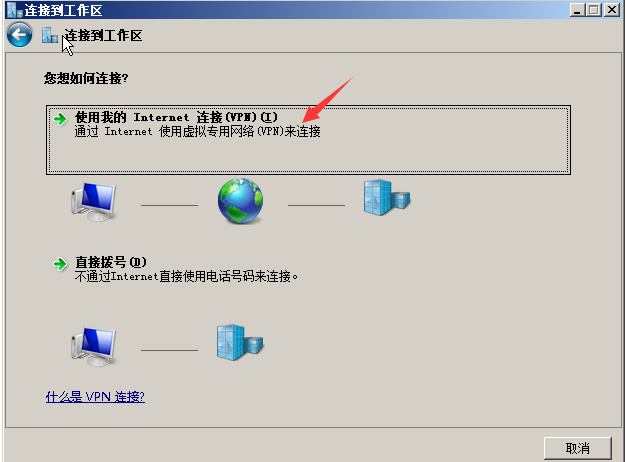 连接到工作区
连接到工作区
您想如何连接?
使用我的 Internet 连接(VPN)(I)
通过 Internet 使用虚拟专用网络(VPN)来连接
直接拨号(D)
不通过Internet直接使用电话号码来连接。
什么是 VPN 连接?
取消